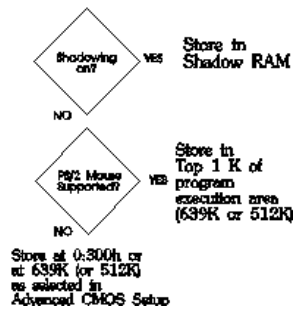 Shadowing
on?
YES
Store in
Shadow RAM
NO
PS/2 Mouse
Supported?
YES
Store in
Top 1 K of
program
execution area
(639K or 512K)
NO
Store at 0:300h or
at 639K (or 512K)
as selected in
Advanced CMOS Setup